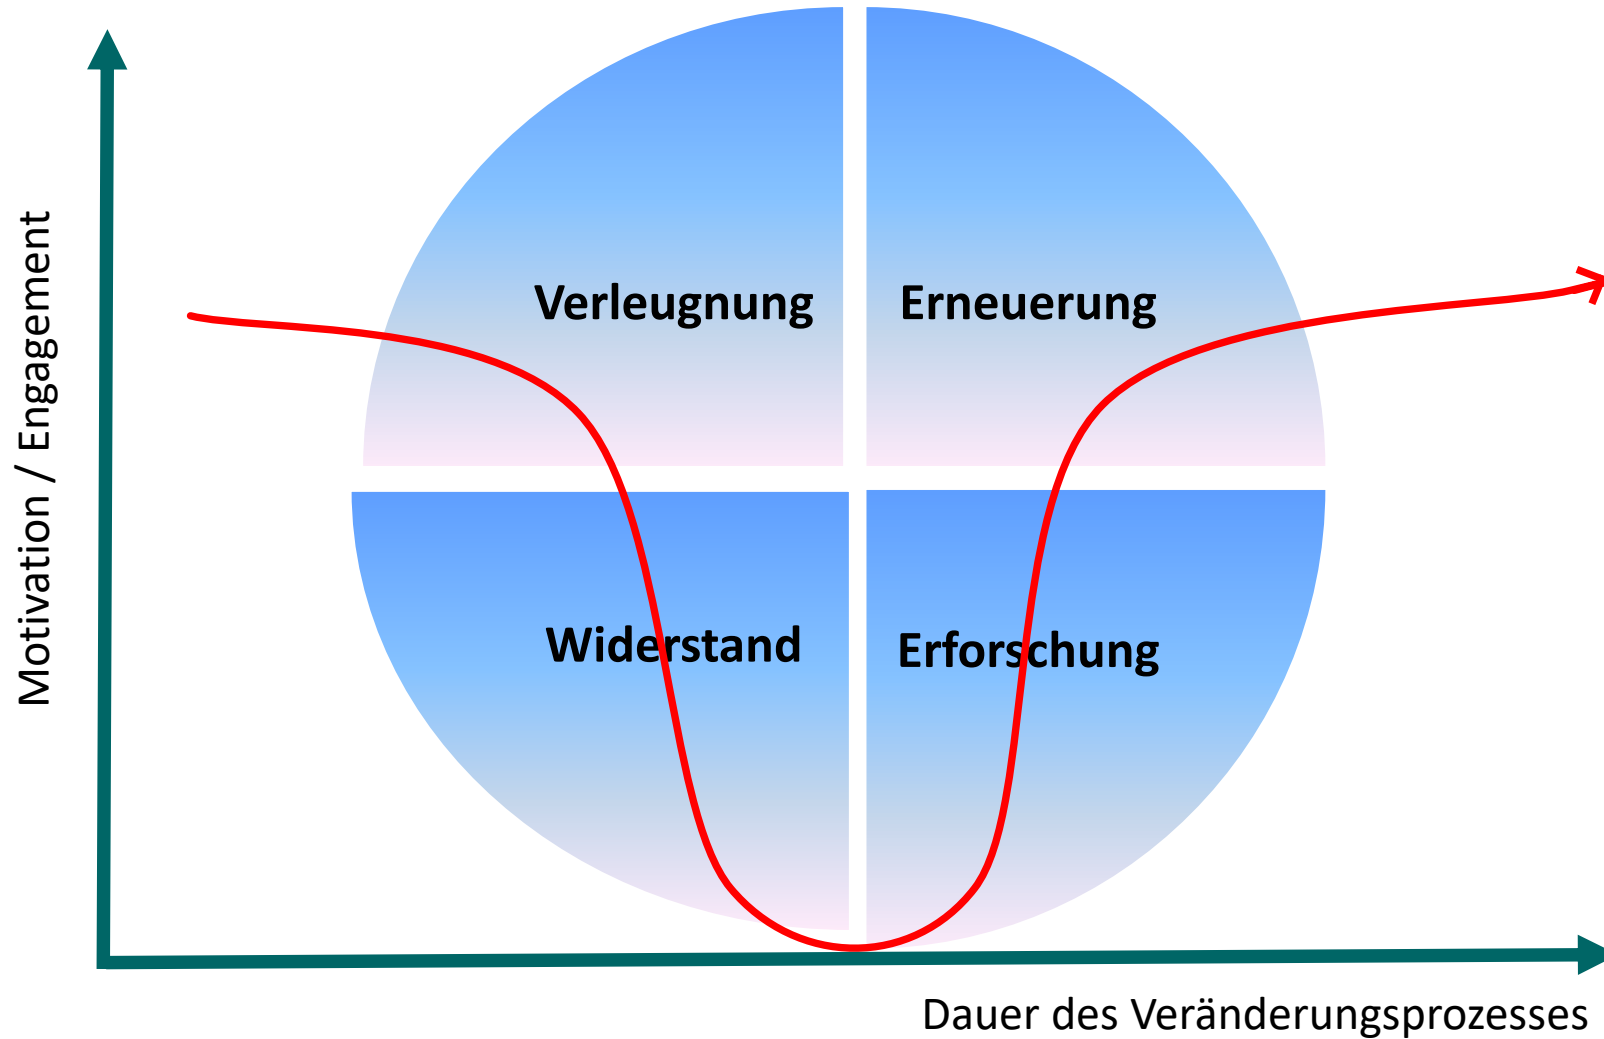 Motivation / Engagement
Verleugnung
Erneuerung
Widerstand
Erforschung
Dauer des Veränderungsprozesses